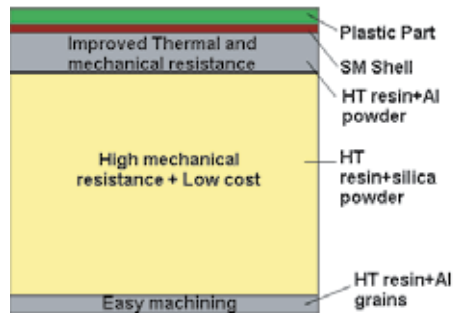 Plastic Part
Improved Thermal and
mechanical resistance
SM Shell
HT resin+Al
powder
High mechanical
resistance + Low cost
HT
resin+silica
powder
HT resin+Al
grains
Easy machining